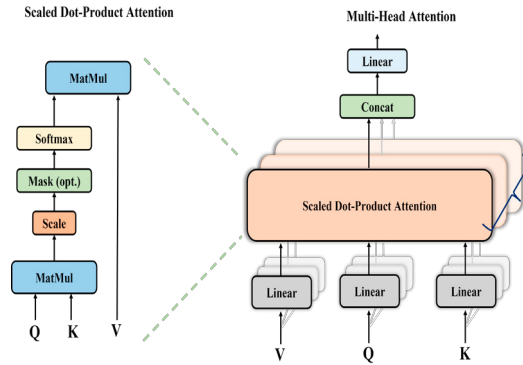 Scaled Dot-Product Attention
MatMul
Softmax
Mask (opt.)
Scale
MatMul
Q K V
Multi-Head Attention
Linear
Concat
Scaled Dot-Product Attention
Linear Linear Linear
V Q K